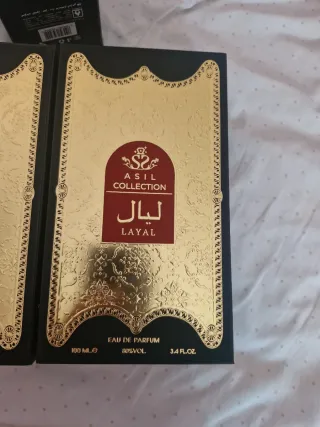 ASIL
COLLECTION
ليال
LAYAL
EAU DE PARFUM
100 ML.℮ 80%VOL. 3.4 FL.OZ.